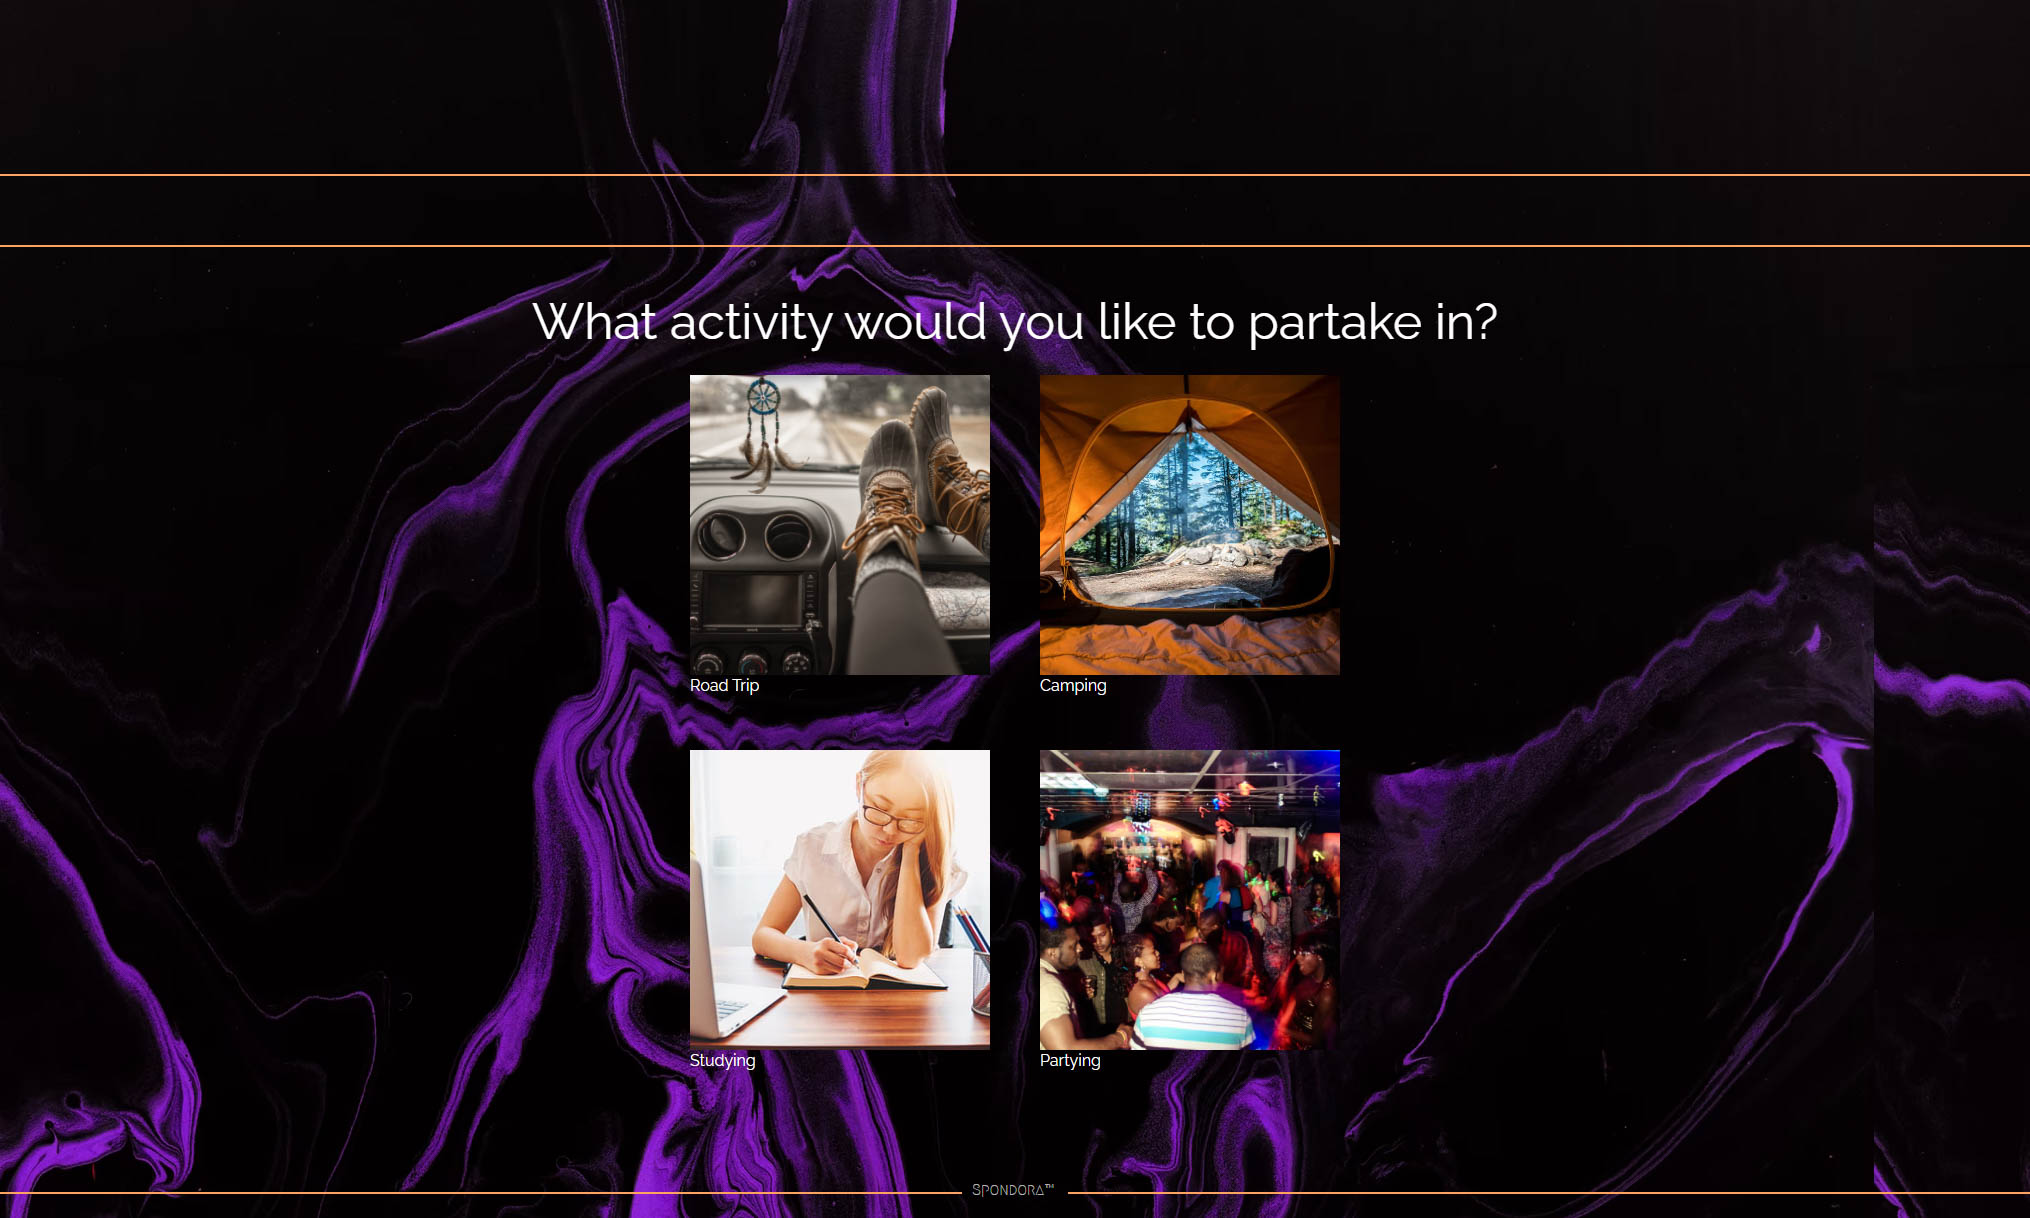 What activity would you like to partake in?
Road Trip
Camping
Studying
Partying
SPONDORA™